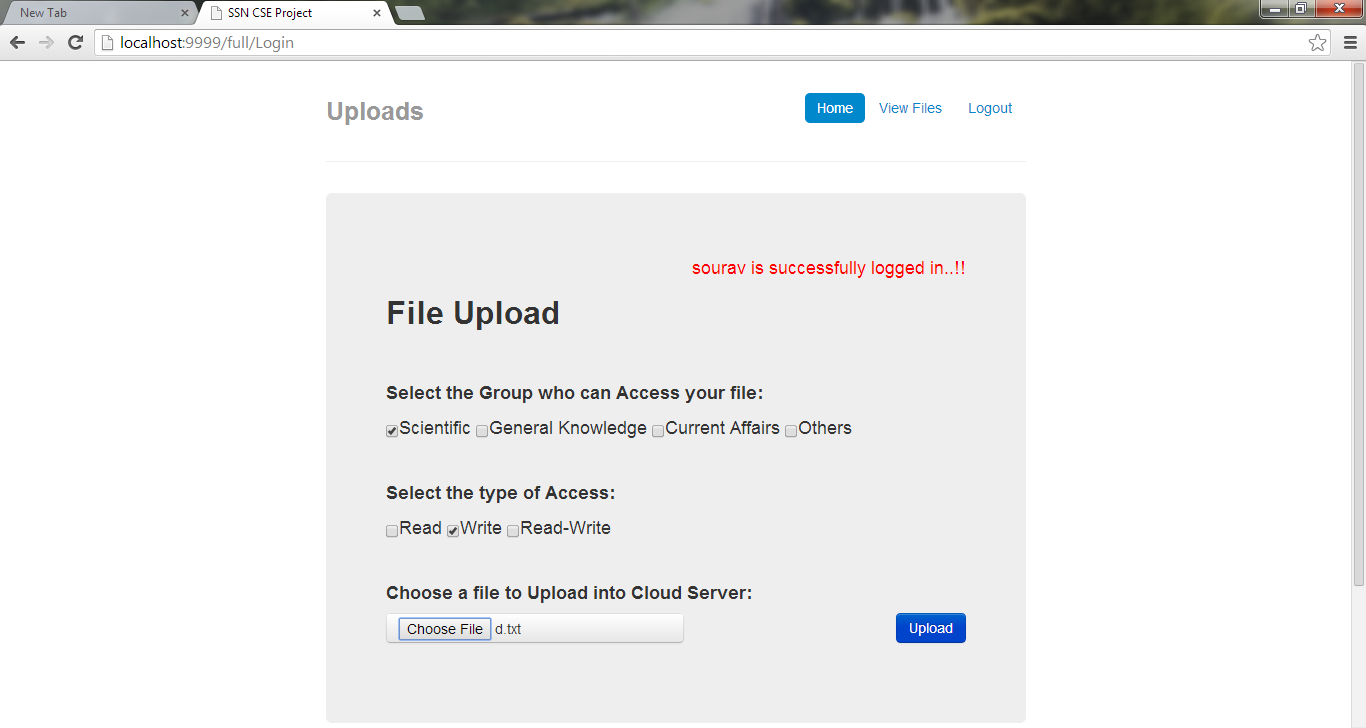 New Tab
SSN CSE Project
localhost:9999/full/Login
Uploads
Home View Files Logout
sourav is successfully logged in..!!
File Upload
Select the Group who can Access your file:
Scientific General Knowledge Current Affairs Others
Select the type of Access:
Read Write Read-Write
Choose a file to Upload into Cloud Server:
Choose File d.txt Upload